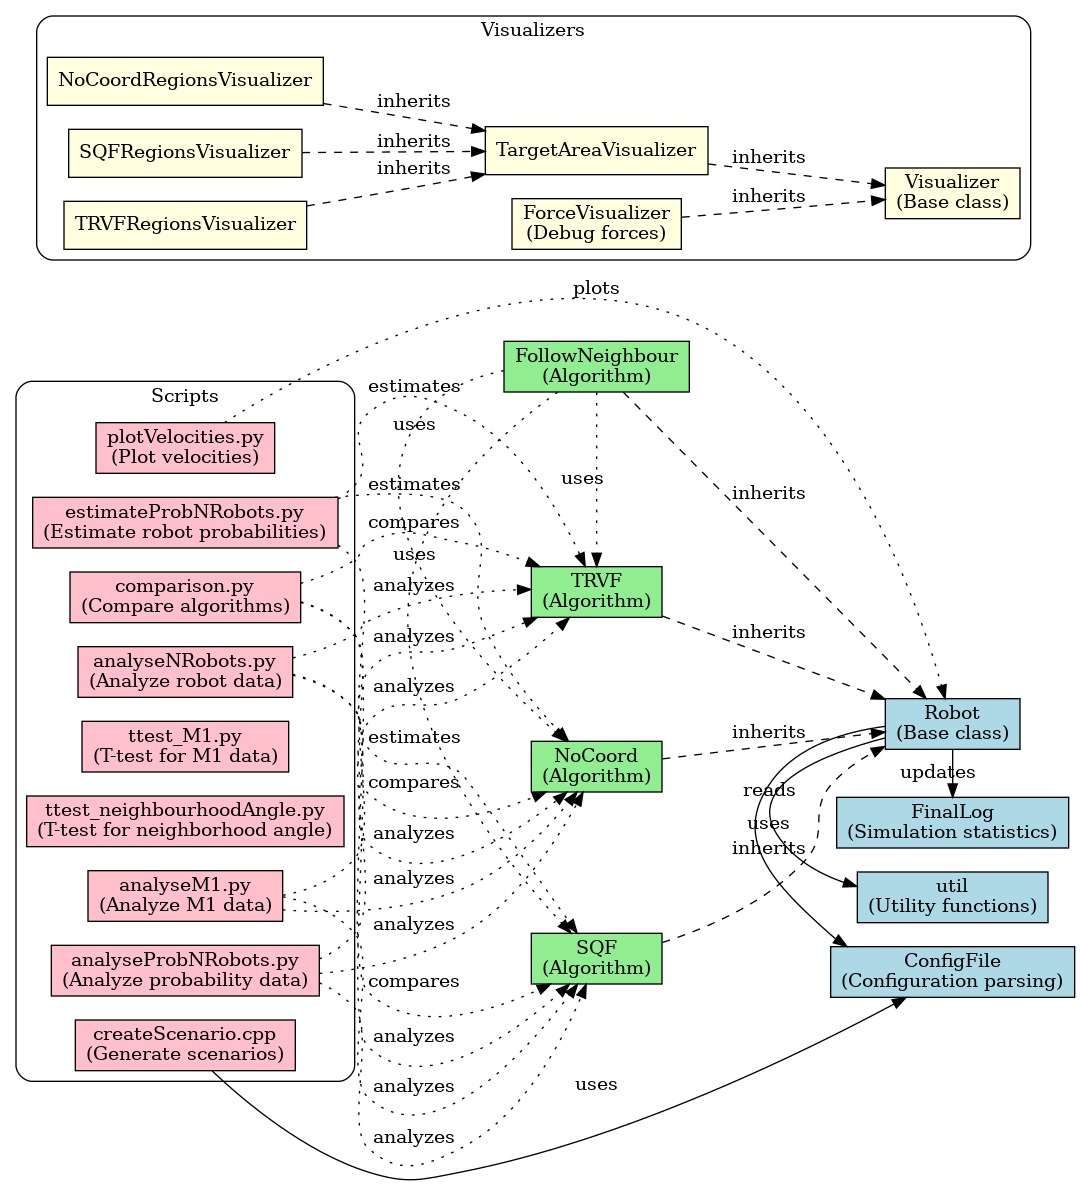 Visualizers
NoCoordRegionsVisualizer
inherits
SQFRegionsVisualizer
inherits
TargetAreaVisualizer
inherits
TRVFRegionsVisualizer
inherits
Visualizer
(Base class)
ForceVisualizer
(Debug forces)
inherits
plots
FollowNeighbour
(Algorithm)
Scripts
estimates
uses
plotVelocities.py
(Plot velocities)
estimates
uses
inherits
estimateProbNRobots.py
(Estimate robot probabilities)
compares
uses
comparison.py
(Compare algorithms)
analyzes
TRVF
(Algorithm)
analyzes
inherits
analyseNRobots.py
(Analyze robot data)
analyzes
Robot
(Base class)
ttest_M1.py
(T-test for M1 data)
estimates
NoCoord
(Algorithm)
inherits
updates
compares
reads
ttest_neighbourhoodAngle.py
(T-test for neighborhood angle)
analyzes
uses
FinalLog
(Simulation statistics)
inherits
analyseM1.py
(Analyze M1 data)
analyzes
util
(Utility functions)
analyzes
analyseProbNRobots.py
(Analyze probability data)
SQF
(Algorithm)
compares
ConfigFile
(Configuration parsing)
createScenario.cpp
(Generate scenarios)
analyzes
analyzes
uses
analyzes